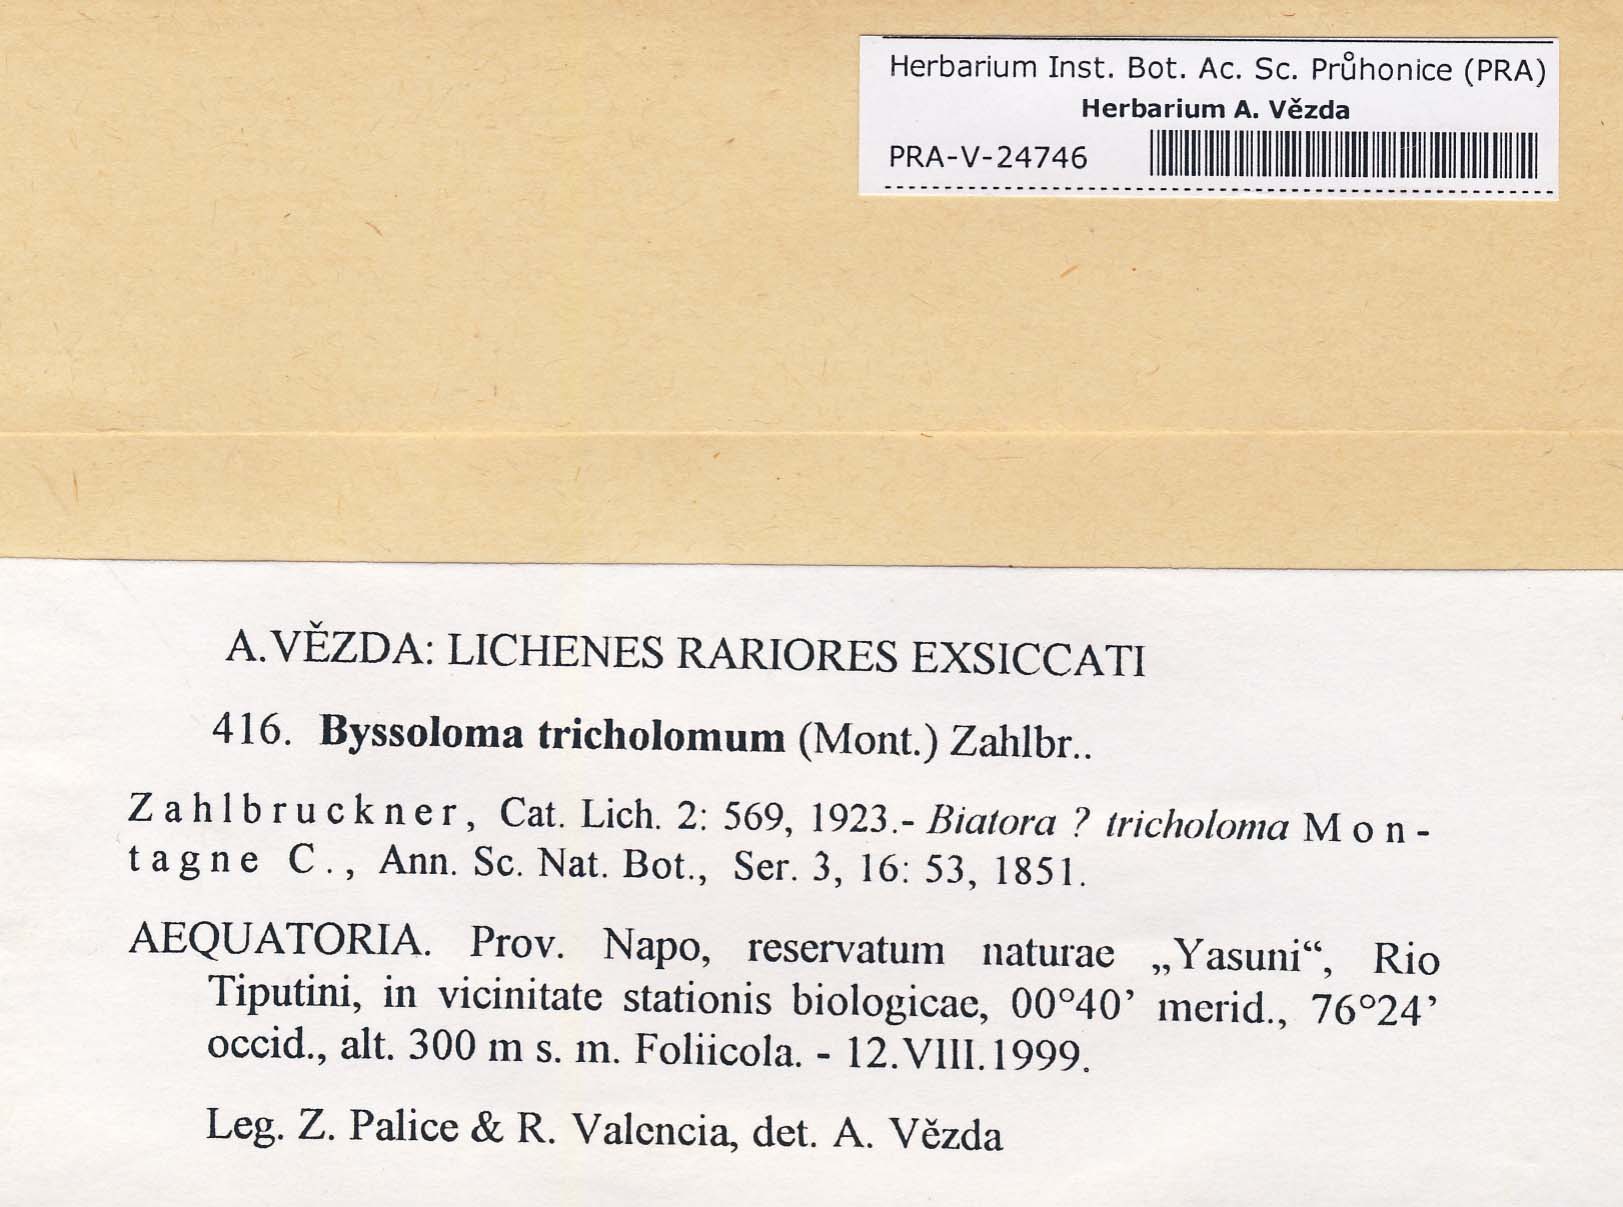 Herbarium Inst. Bot. Ac. Sc. Průhonice (PRA)
Herbarium A. Vězda
PRA-V-24746
A.VĚZDA: LICHENES RARIORES EXSICCATI
416. Byssoloma tricholomum (Mont.) Zahlbr..
Zahlbruckner, Cat. Lich. 2: 569, 1923.- Biatora ? tricholoma Mon-
tagne C., Ann. Sc. Nat. Bot., Ser. 3, 16: 53, 1851.
AEQUATORIA. Prov. Napo, reservatum naturae „Yasuni“, Rio
Tiputini, in vicinitate stationis biologicae, 00°40’ merid., 76°24’
occid., alt. 300 m s. m. Foliicola. - 12.VIII.1999.
Leg. Z. Palice & R. Valencia, det. A. Vězda